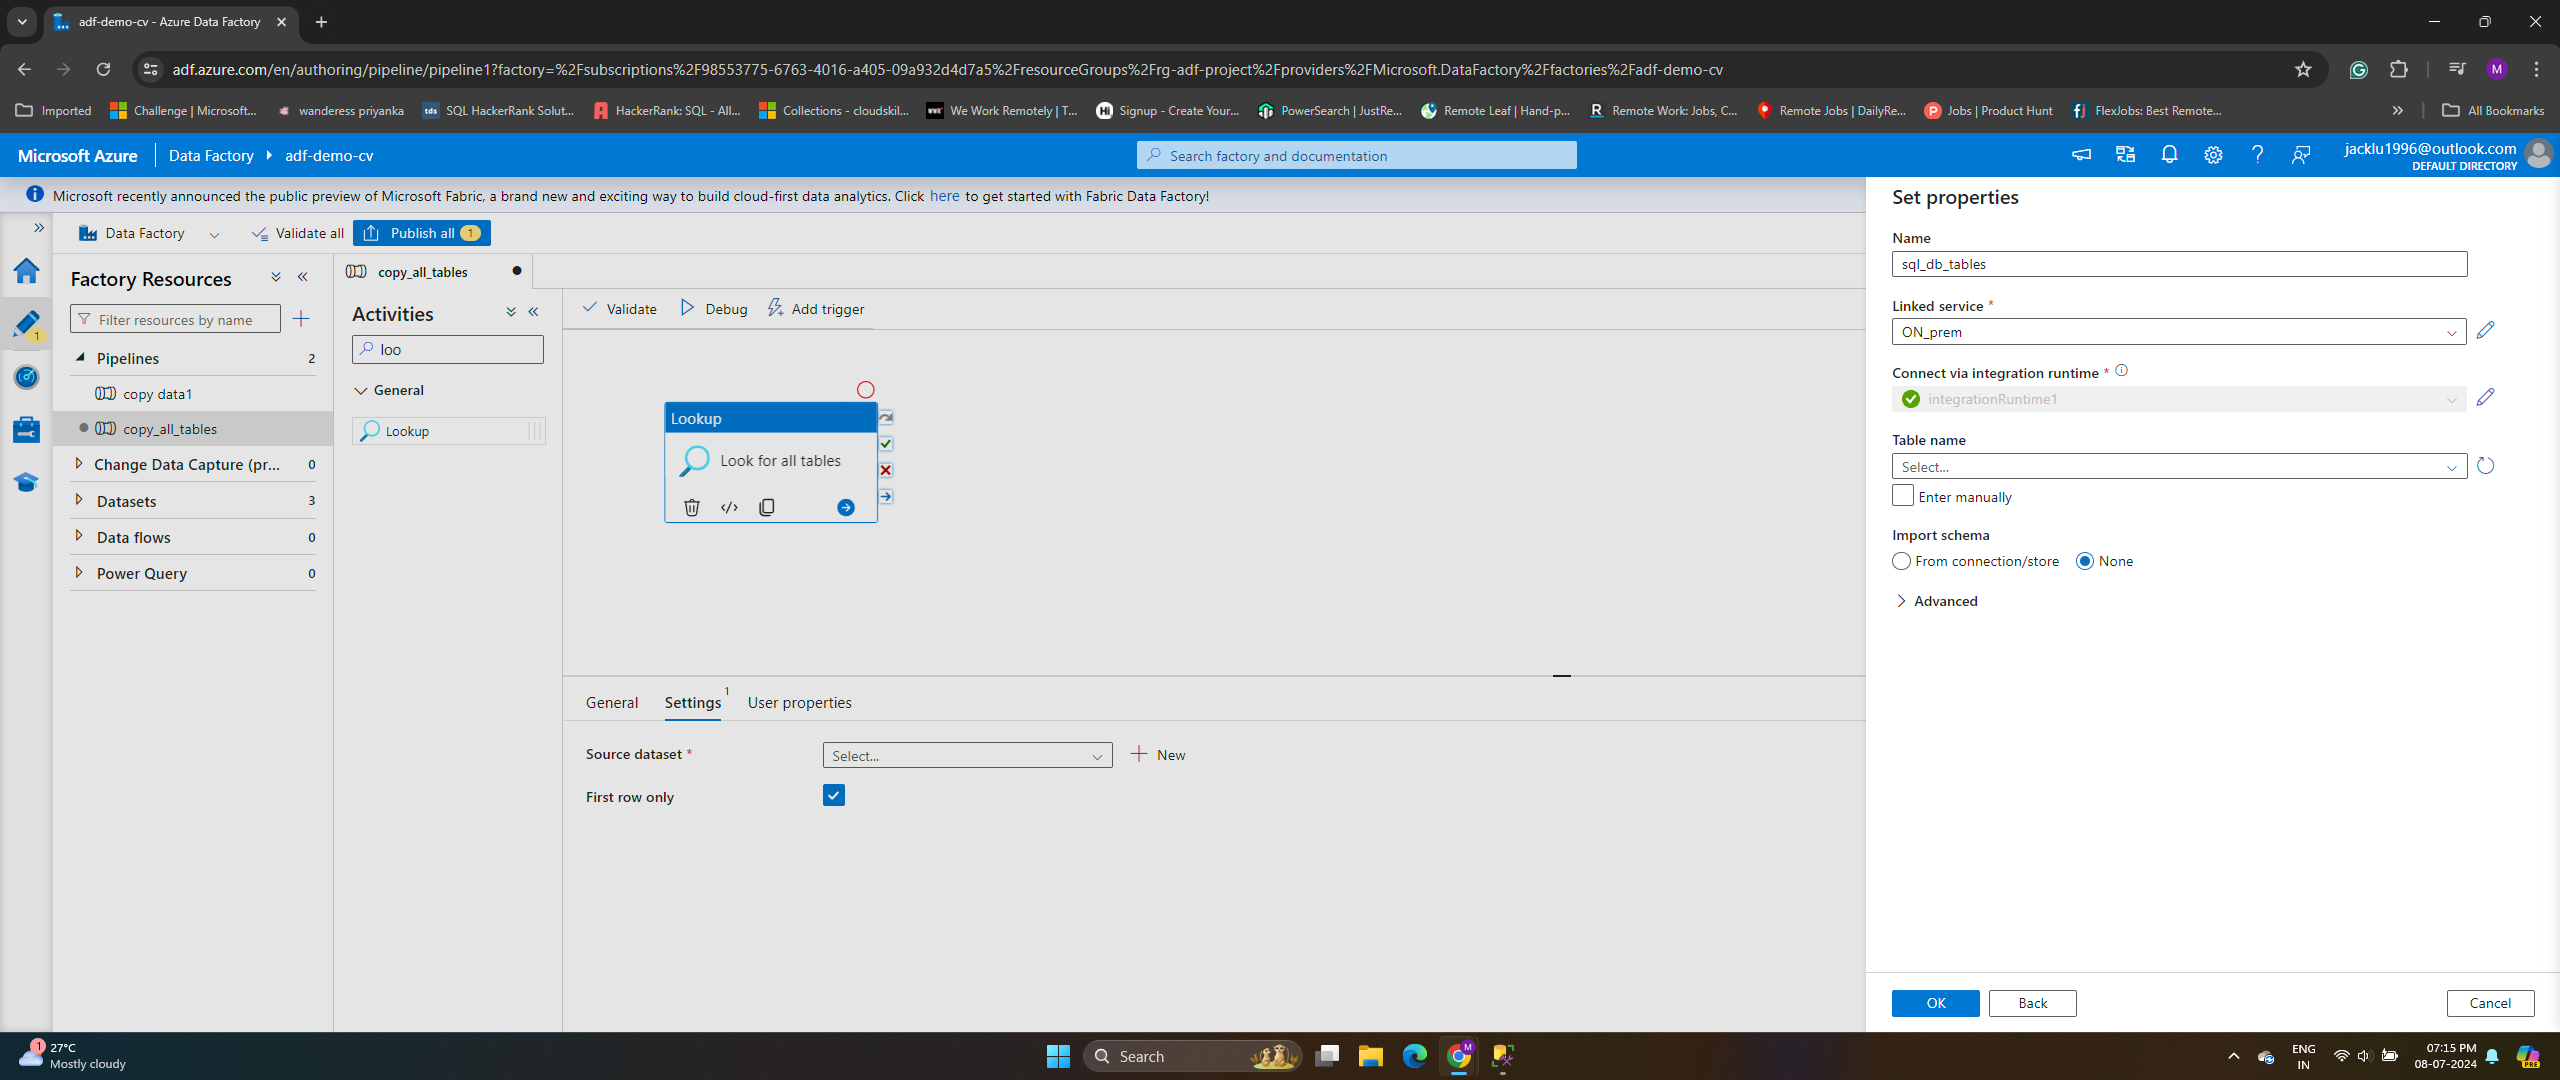 adf-demo-cv - Azure Data Factory
adf.azure.com/en/authoring/pipeline/pipeline1?factory=%2Fsubscriptions%2F98553775-6763-4016-a405-09a932d4d7a5%2FresourceGroups%2Frg-adf-project%2Fproviders%2FMicrosoft.DataFactory%2Ffactories%2Fadf-demo-cv
M
Imported
Challenge | Microsoft...
wanderess priyanka
tds SQL HackerRank Solut...
HackerRank: SQL - All...
Collections - cloudskil...
We Work Remotely | T...
Hi Signup - Create Your...
PowerSearch | JustRe...
Remote Leaf | Hand-p...
R Remote Work: Jobs, C...
Remote Jobs | DailyRe...
P Jobs | Product Hunt
fj FlexJobs: Best Remote...
All Bookmarks
Microsoft Azure
Data Factory
adf-demo-cv
Search factory and documentation
jacklu1996@outlook.com
DEFAULT DIRECTORY
Microsoft recently announced the public preview of Microsoft Fabric, a brand new and exciting way to build cloud-first data analytics. Click here to get started with Fabric Data Factory!
Data Factory
Validate all
Publish all 1
Factory Resources
Filter resources by name
1
Pipelines 2
copy data1
copy_all_tables
Change Data Capture (pr... 0
Datasets 3
Data flows 0
Power Query 0
copy_all_tables
Activities
loo
General
Lookup
Validate
Debug
Add trigger
Lookup
Look for all tables
General
Settings 1
User properties
Source dataset *
Select...
New
First row only
Set properties
Name
sql_db_tables
Linked service *
ON_prem
Connect via integration runtime *
integrationRuntime1
Table name
Select...
Enter manually
Import schema
From connection/store
None
Advanced
OK
Back
Cancel
1
27°C
Mostly cloudy
Search
M
ENG
IN
07:15 PM
08-07-2024
PRE